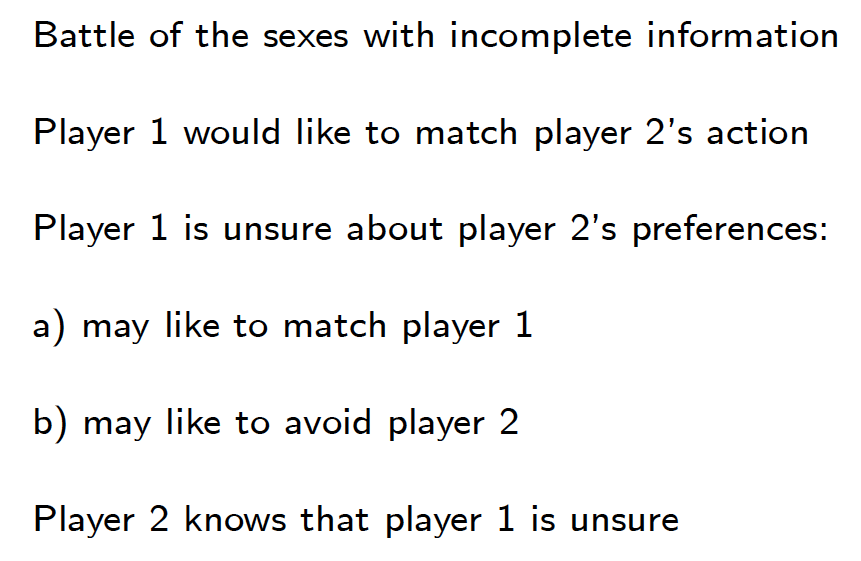 Battle of the sexes with incomplete information
Player 1 would like to match player 2's action
Player 1 is unsure about player 2's preferences:
a) may like to match player 1
b) may like to avoid player 2
Player 2 knows that player 1 is unsure